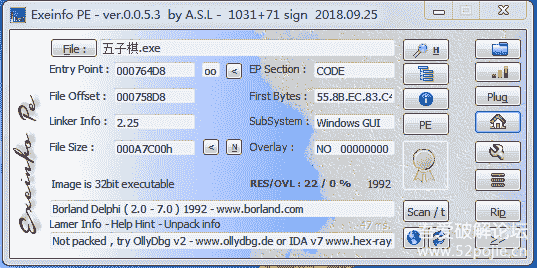 Exeinfo PE - ver.0.0.5.3 by A.S.L - 1031+71 sign 2018.09.25
Exeinfo Pe
File : 五子棋.exe H
Entry Point : 000764D8 oo < EP Section : CODE
File Offset : 000758D8 First Bytes : 55.8B.EC.83.C4 Plug
Linker Info : 2.25 SubSystem : Windows GUI PE
File Size : 000A7C00h < N Overlay : NO 00000000
Image is 32bit executable RES/OVL : 22 / 0 % 1992
Borland Delphi ( 2.0 - 7.0 ) 1992 - www.borland.com Scan / t Rip
Lamer Info - Help Hint - Unpack info 47 ms.
Not packed , try OllyDbg v2 - www.ollydbg.de or IDA v7 www.hex-ray
吾爱破解论坛
www.52pojie.cn